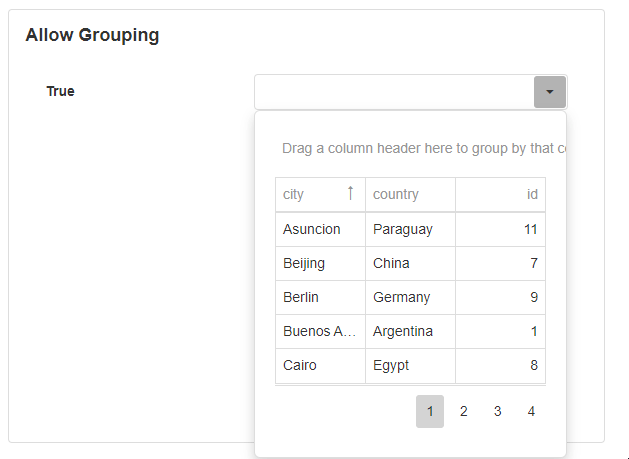 Allow Grouping
True
Drag a column header here to group by that c
city ↑ country id
Asuncion Paraguay 11
Beijing China 7
Berlin Germany 9
Buenos A... Argentina 1
Cairo Egypt 8
1 2 3 4